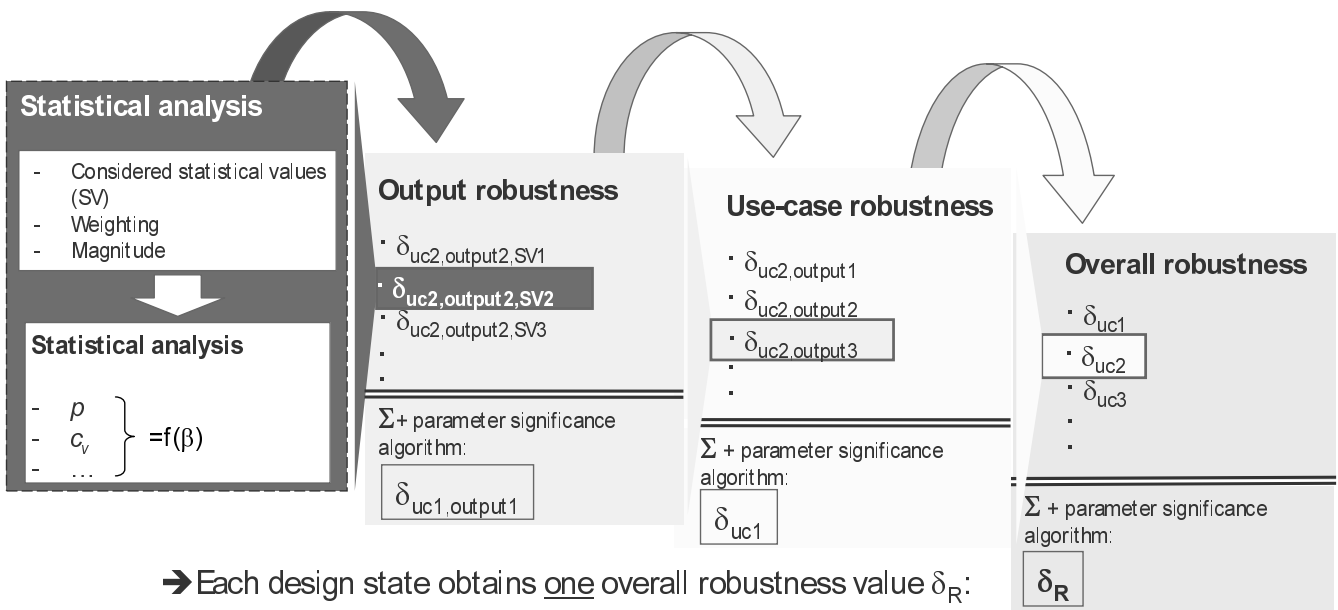 Statistical analysis
- Considered statistical values
(SV)
- Weighting
- Magnitude
Statistical analysis
- p
- cᵥ
- ...
=f(β)
Output robustness
· δuc2,output2,SV1
· δuc2,output2,SV2
· δuc2,output2,SV3
·
·
Σ+ parameter significance
algorithm:
δuc1,output1
Use-case robustness
· δuc2,output1
· δuc2,output2
· δuc2,output3
·
·
Σ + parameter significance
algorithm:
δuc1
Overall robustness
· δuc1
· δuc2
· δuc3
·
·
Σ + parameter significance
algorithm:
δR
➔Each design state obtains one overall robustness value δR: